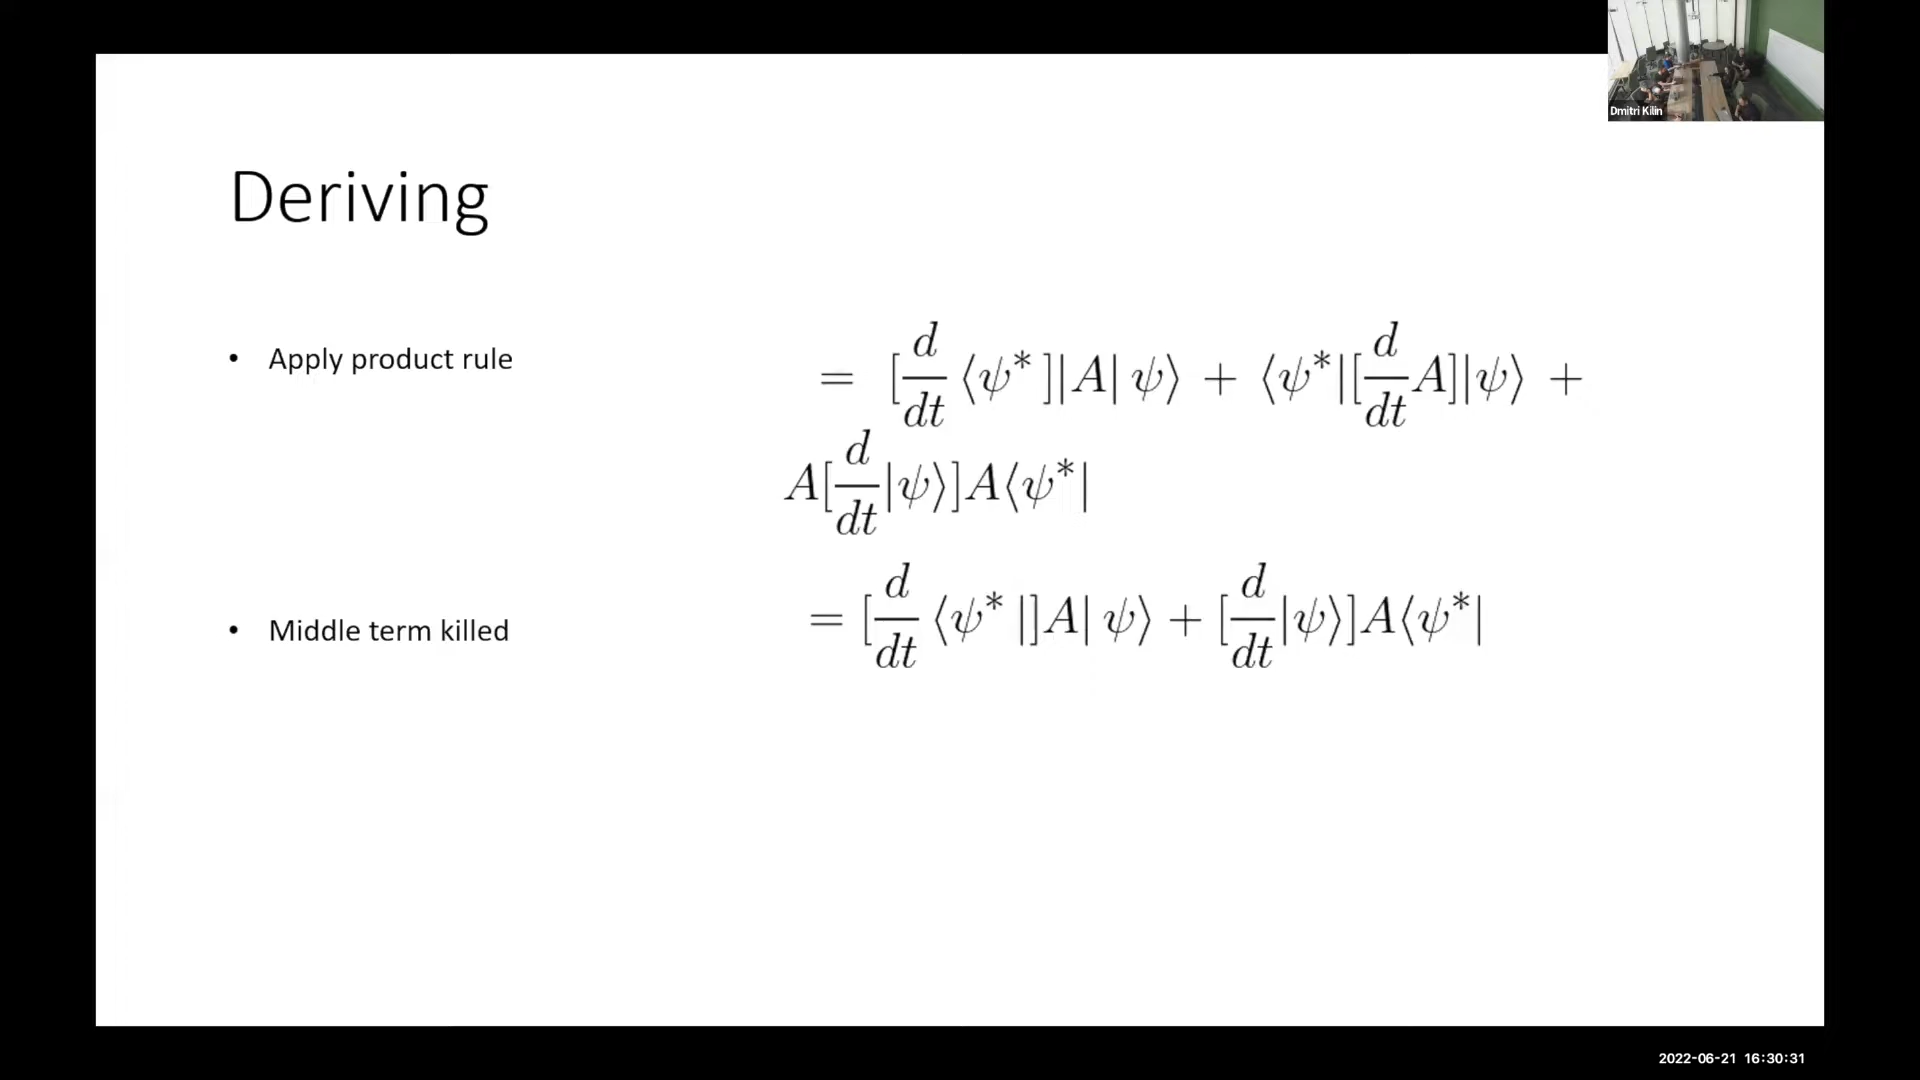 Dmitri Kilin
Deriving
• Apply product rule
= [d/dt ⟨ψ* ]|A| ψ⟩ + ⟨ψ*|[d/dt A]|ψ⟩ +
A[d/dt |ψ⟩]A⟨ψ*|
• Middle term killed
= [d/dt ⟨ψ* |]A| ψ⟩ + [d/dt |ψ⟩]A⟨ψ*|
2022-06-21 16:30:31